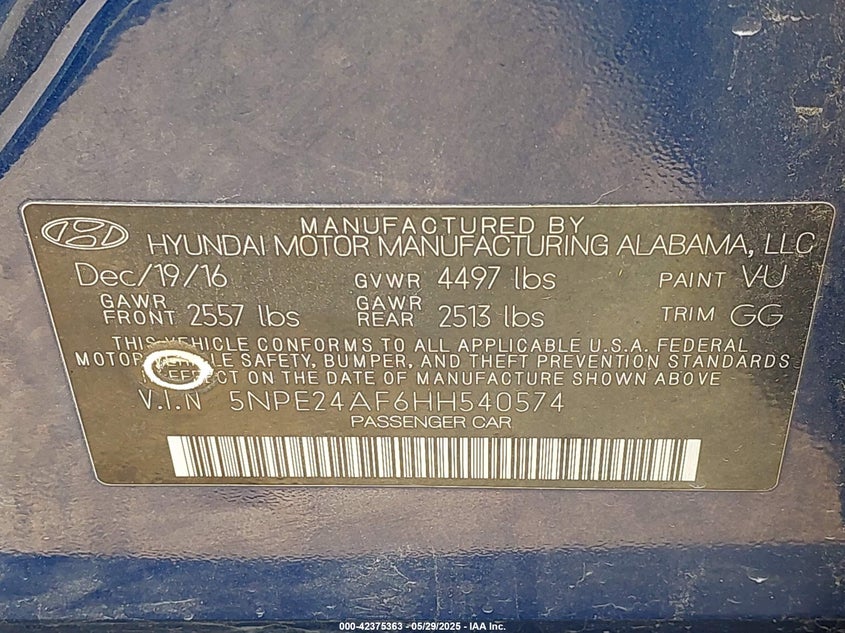 MANUFACTURED BY
HYUNDAI MOTOR MANUFACTURING ALABAMA, LLC
Dec/19/16 GVWR 4497 lbs PAINT VU
GAWR FRONT 2557 lbs GAWR REAR 2513 lbs TRIM GG
THIS VEHICLE CONFORMS TO ALL APPLICABLE U.S.A. FEDERAL
MOTOR VEHICLE SAFETY, BUMPER, AND THEFT PREVENTION STANDARDS
IN EFFECT ON THE DATE OF MANUFACTURE SHOWN ABOVE
V.I.N 5NPE24AF6HH540574
PASSENGER CAR
000-42375363 - 05/29/2025 - IAA Inc.